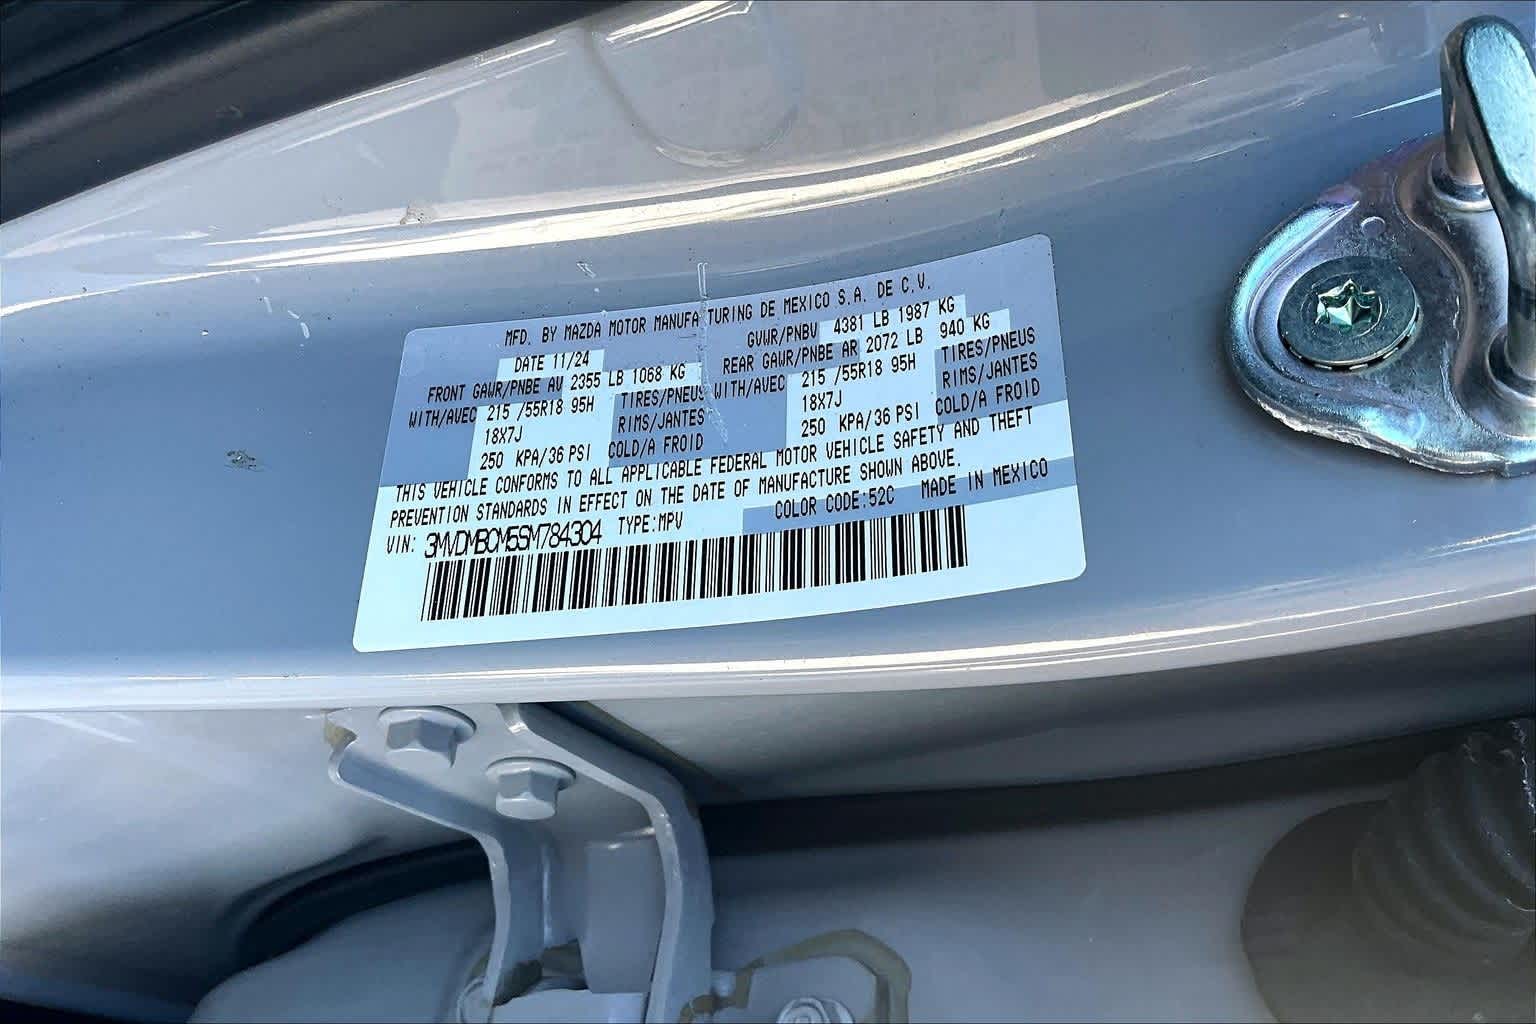 MFD. BY MAZDA MOTOR MANUFACTURING DE MEXICO S.A. DE C.V.
DATE 11/24 GVWR/PNBV 4381 LB 1987 KG
FRONT GAWR/PNBE AV 2355 LB 1068 KG REAR GAWR/PNBE AR 2072 LB 940 KG
WITH/AVEC 215 /55R18 95H TIRES/PNEUS WITH/AVEC 215 /55R18 95H TIRES/PNEUS
18X7J RIMS/JANTES 18X7J RIMS/JANTES
250 KPA/36 PSI COLD/A FROID 250 KPA/36 PSI COLD/A FROID
THIS VEHICLE CONFORMS TO ALL APPLICABLE FEDERAL MOTOR VEHICLE SAFETY AND THEFT
PREVENTION STANDARDS IN EFFECT ON THE DATE OF MANUFACTURE SHOWN ABOVE.
VIN: 3MVDMBCM5SM784304 TYPE:MPV COLOR CODE:52C MADE IN MEXICO